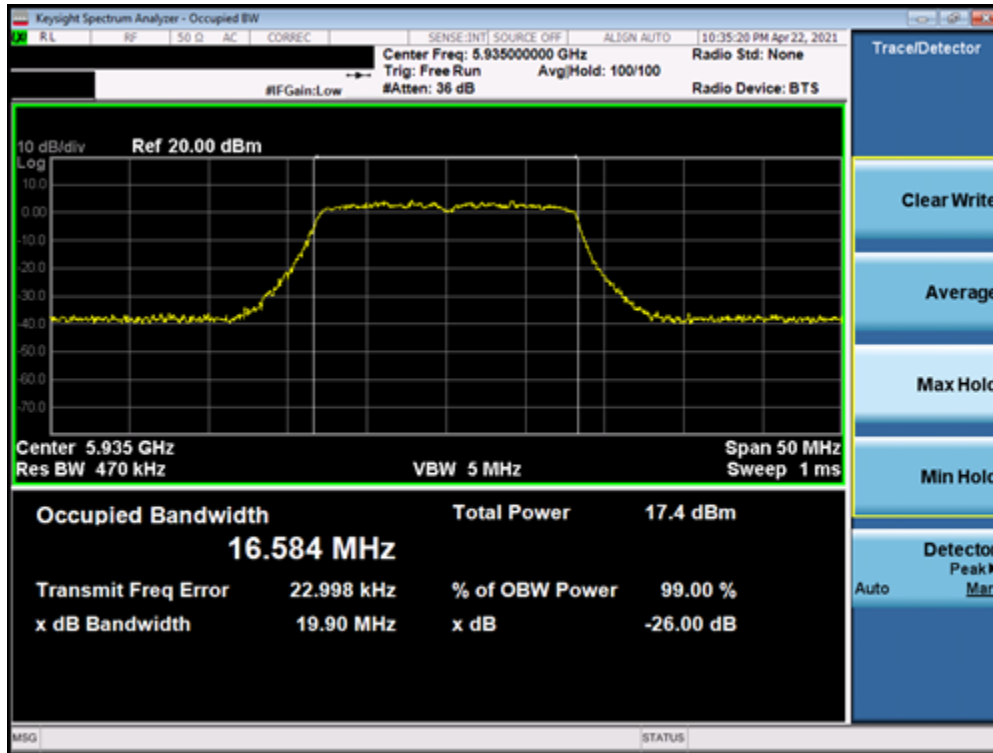 Keysight Spectrum Analyzer - Occupied BW
RL RF 50 Ω AC CORREC SENSE:INT SOURCE OFF ALIGN AUTO 10:35:20 PM Apr 22, 2021
Center Freq: 5.935000000 GHz Radio Std: None
Trig: Free Run Avg|Hold: 100/100
#IFGain:Low #Atten: 36 dB Radio Device: BTS
Trace/Detector
10 dB/div Ref 20.00 dBm
Log
10.0
0.00
-10.0
-20.0
-30.0
-40.0
-50.0
-60.0
-70.0
Center 5.935 GHz Span 50 MHz
Res BW 470 kHz VBW 5 MHz Sweep 1 ms
Occupied Bandwidth Total Power 17.4 dBm
16.584 MHz
Transmit Freq Error 22.998 kHz % of OBW Power 99.00 %
x dB Bandwidth 19.90 MHz x dB -26.00 dB
Clear Write
Average
Max Hold
Min Hold
Detector
Peak
Auto Man
MSG STATUS